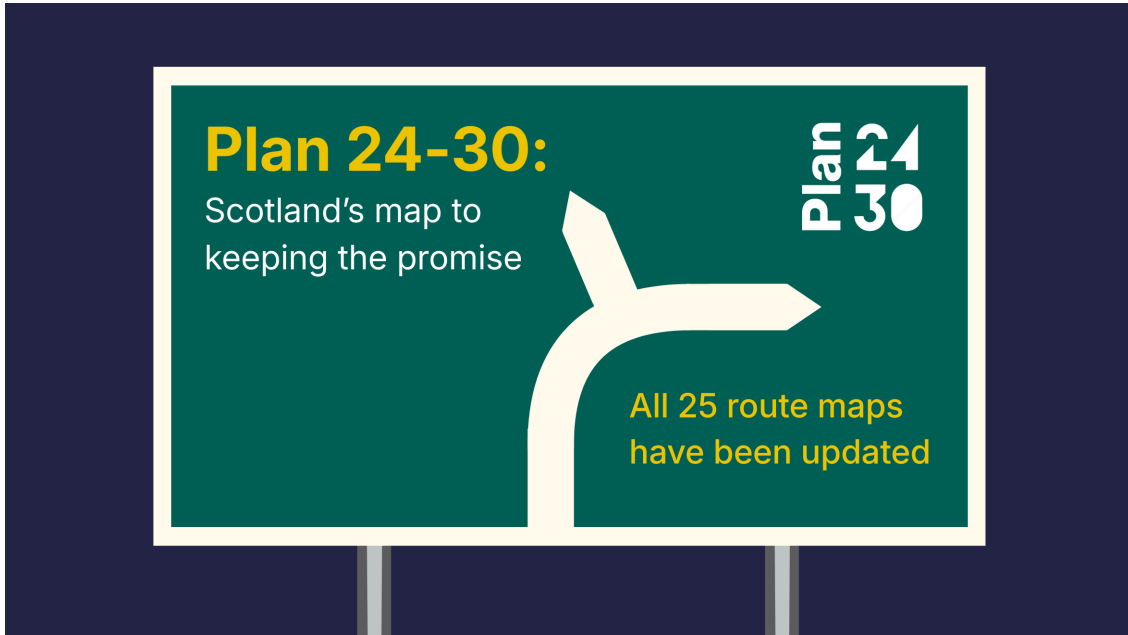 Plan 24-30:
Scotland’s map to
keeping the promise
Plan 24
30
All 25 route maps
have been updated